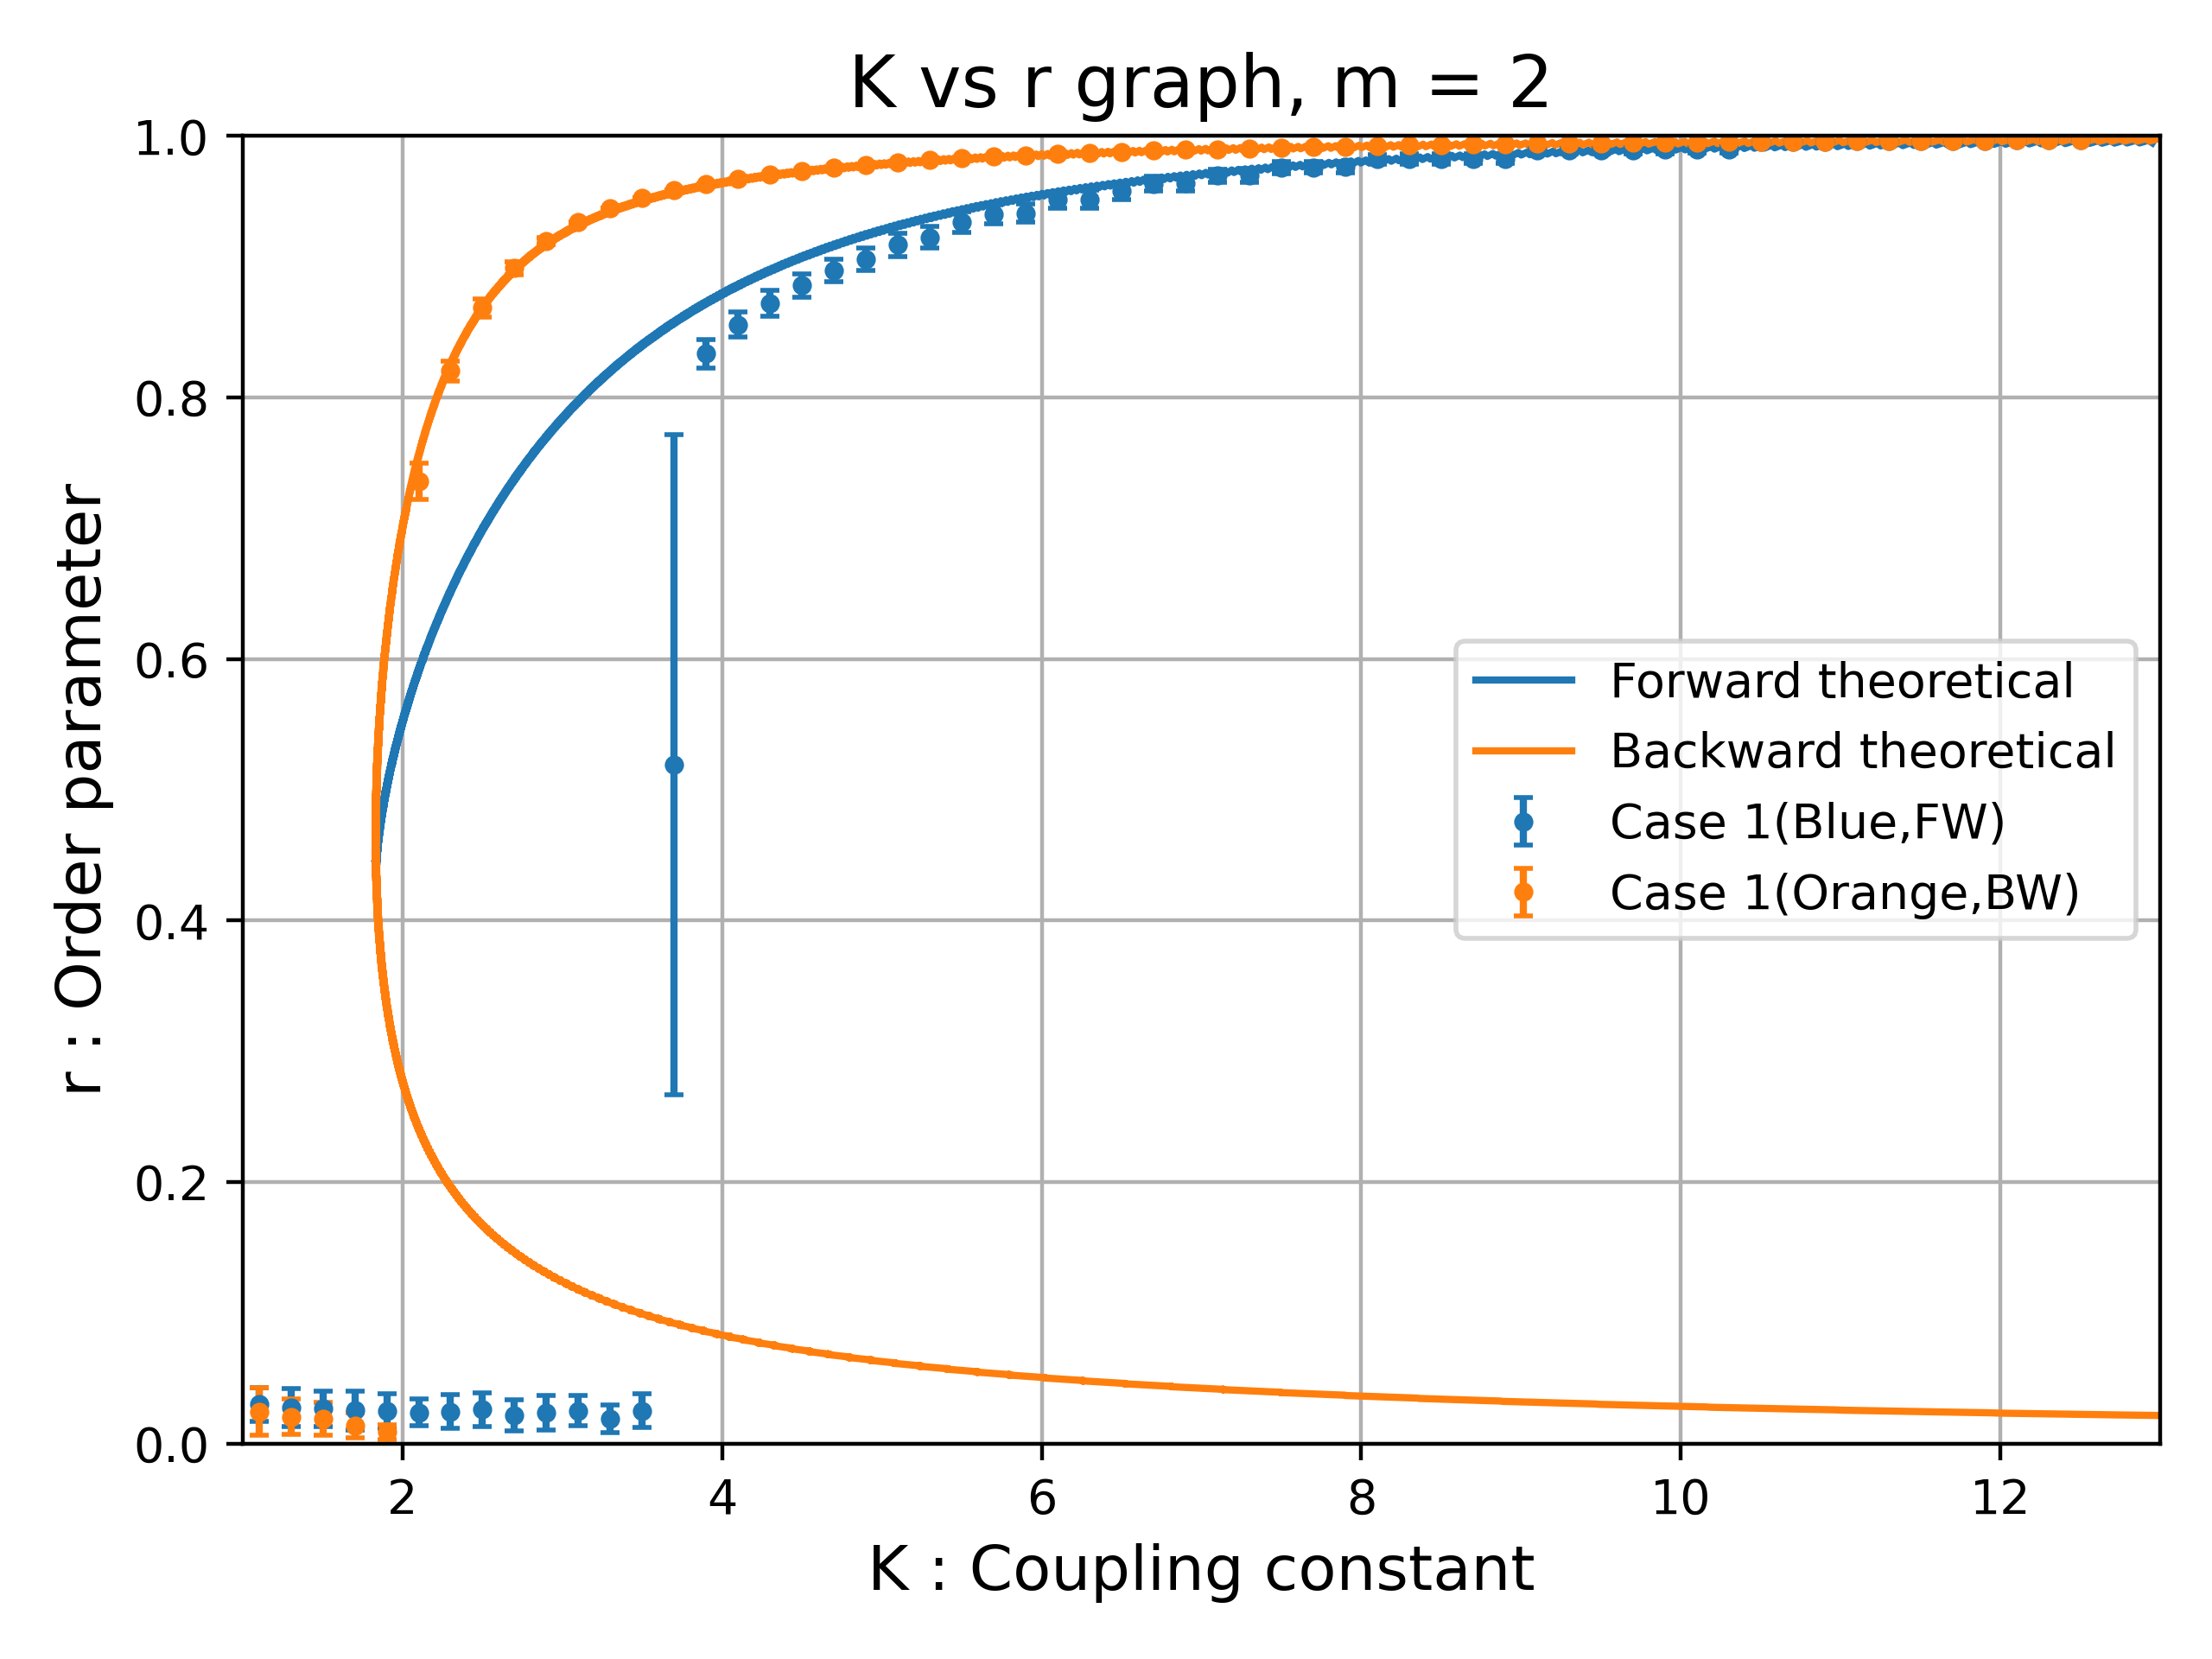 K vs r graph, m = 2
1.0
0.8
0.6
0.4
0.2
0.0
r : Order parameter
Forward theoretical
Backward theoretical
Case 1(Blue,FW)
Case 1(Orange,BW)
2 4 6 8 10 12
K : Coupling constant